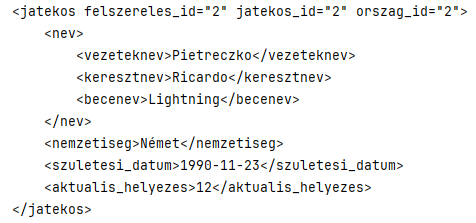 <jatekos felszereles_id="2" jatekos_id="2" orszag_id="2">
    <nev>
        <vezeteknev>Pietreczko</vezeteknev>
        <keresztnev>Ricardo</keresztnev>
        <becenev>Lightning</becenev>
    </nev>
    <nemzetiseg>Német</nemzetiseg>
    <szuletesi_datum>1990-11-23</szuletesi_datum>
    <aktualis_helyezes>12</aktualis_helyezes>
</jatekos>